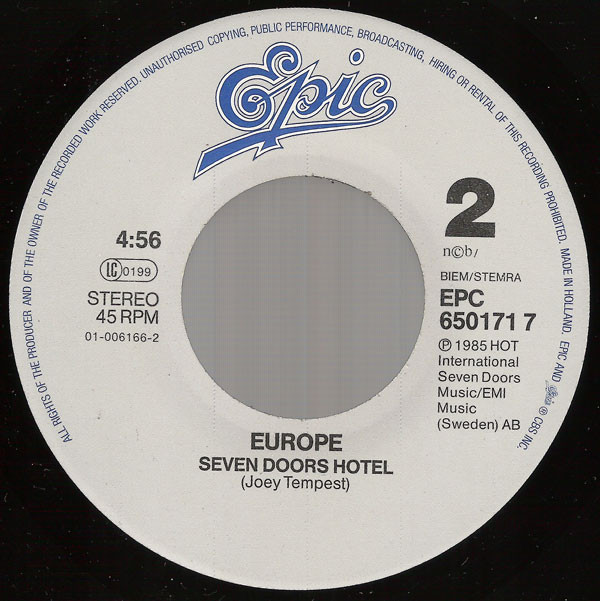 ALL RIGHTS OF THE PRODUCER AND OF THE OWNER OF THE RECORDED WORK RESERVED. UNAUTHORISED COPYING, PUBLIC PERFORMANCE, BROADCASTING, HIRING OR RENTAL OF THIS RECORDING PROHIBITED. MADE IN HOLLAND. EPIC AND Epic ® CBS INC.
Epic
2
n©b/
4:56
LC 0199
STEREO
45 RPM
01-006166-2
BIEM/STEMRA
EPC
650171 7
℗ 1985 HOT
International
Seven Doors
Music/EMI
Music
(Sweden) AB
EUROPE
SEVEN DOORS HOTEL
(Joey Tempest)